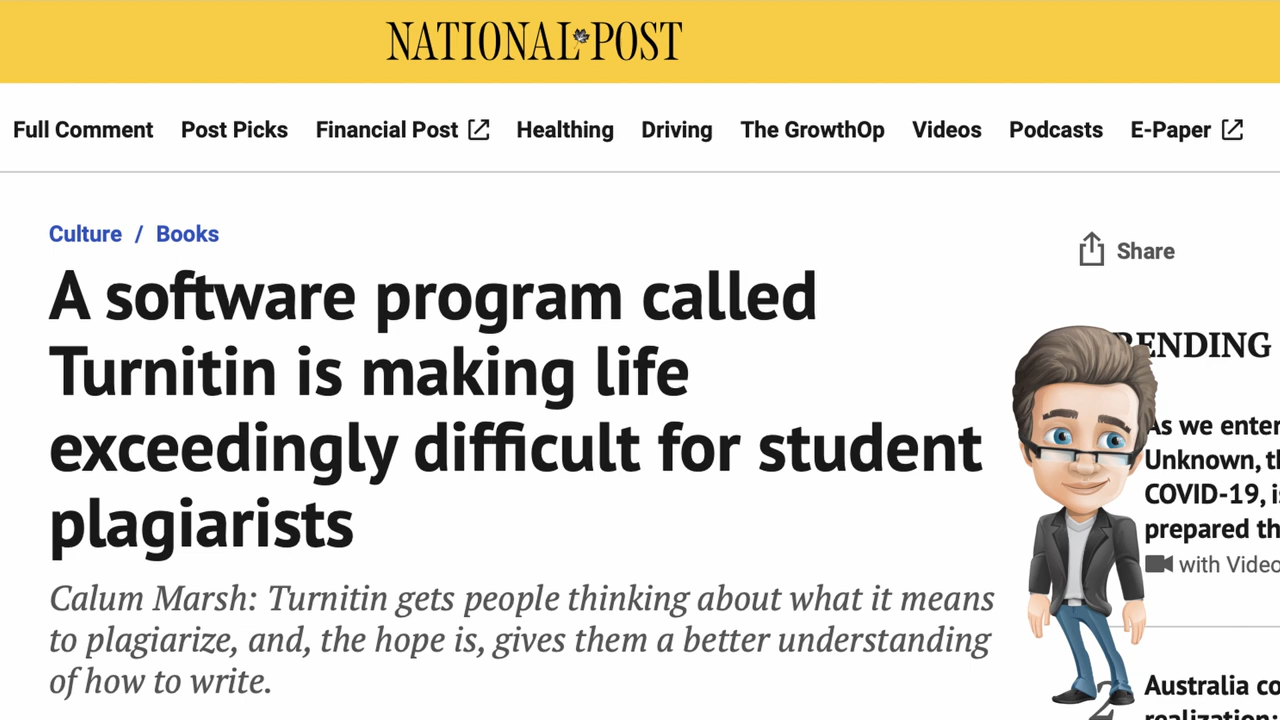 NATIONAL POST
Full Comment Post Picks Financial Post Healthing Driving The GrowthOp Videos Podcasts E-Paper
Culture / Books
Share
A software program called
Turnitin is making life
exceedingly difficult for student
plagiarists
Calum Marsh: Turnitin gets people thinking about what it means
to plagiarize, and, the hope is, gives them a better understanding
of how to write.
RENDING
As we enter
Unknown, th
COVID-19, is
prepared th
with Video
2
Australia co
realization: